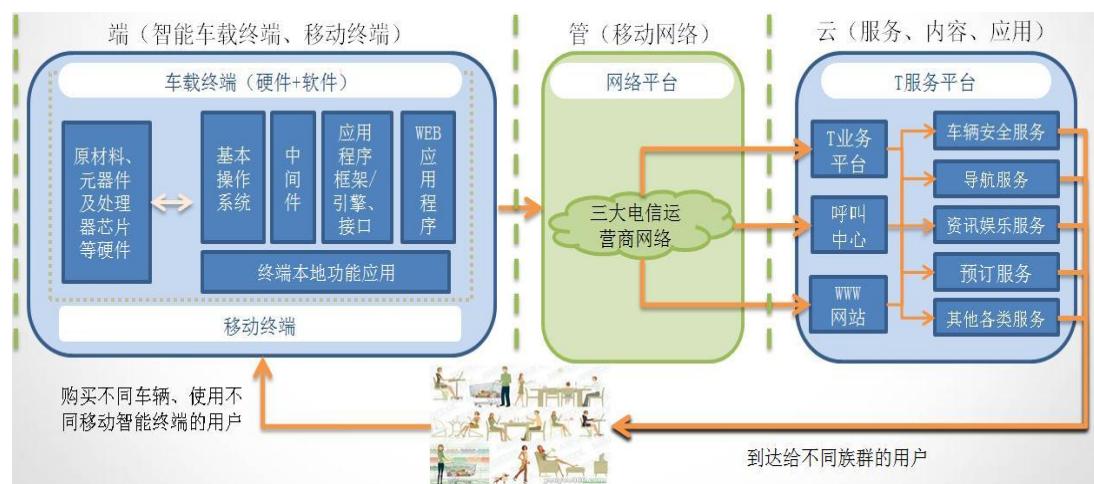 端（智能车载终端、移动终端）
管（移动网络）
云（服务、内容、应用）
车载终端（硬件+软件）
原材料、
元器件
及处理
器芯片
等硬件
基本
操作
系统
中
间
件
应用
程序
框架/
引擎、
接口
WEB
应
用
程
序
终端本地功能应用
移动终端
网络平台
三大电信运
营商网络
T服务平台
T业务
平台
呼叫
中心
WWW
网站
车辆安全服务
导航服务
资讯娱乐服务
预订服务
其他各类服务
购买不同车辆、使用不
同移动智能终端的用户
到达给不同族群的用户